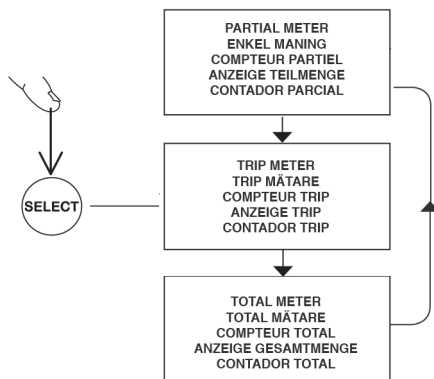 PARTIAL METER
ENKEL MANING
COMPTEUR PARTIEL
ANZEIGE TEILMENGE
CONTADOR PARCIAL
SELECT
TRIP METER
TRIP MÄTARE
COMPTEUR TRIP
ANZEIGE TRIP
CONTADOR TRIP
TOTAL METER
TOTAL MÄTARE
COMPTEUR TOTAL
ANZEIGE GESAMTMENGE
CONTADOR TOTAL